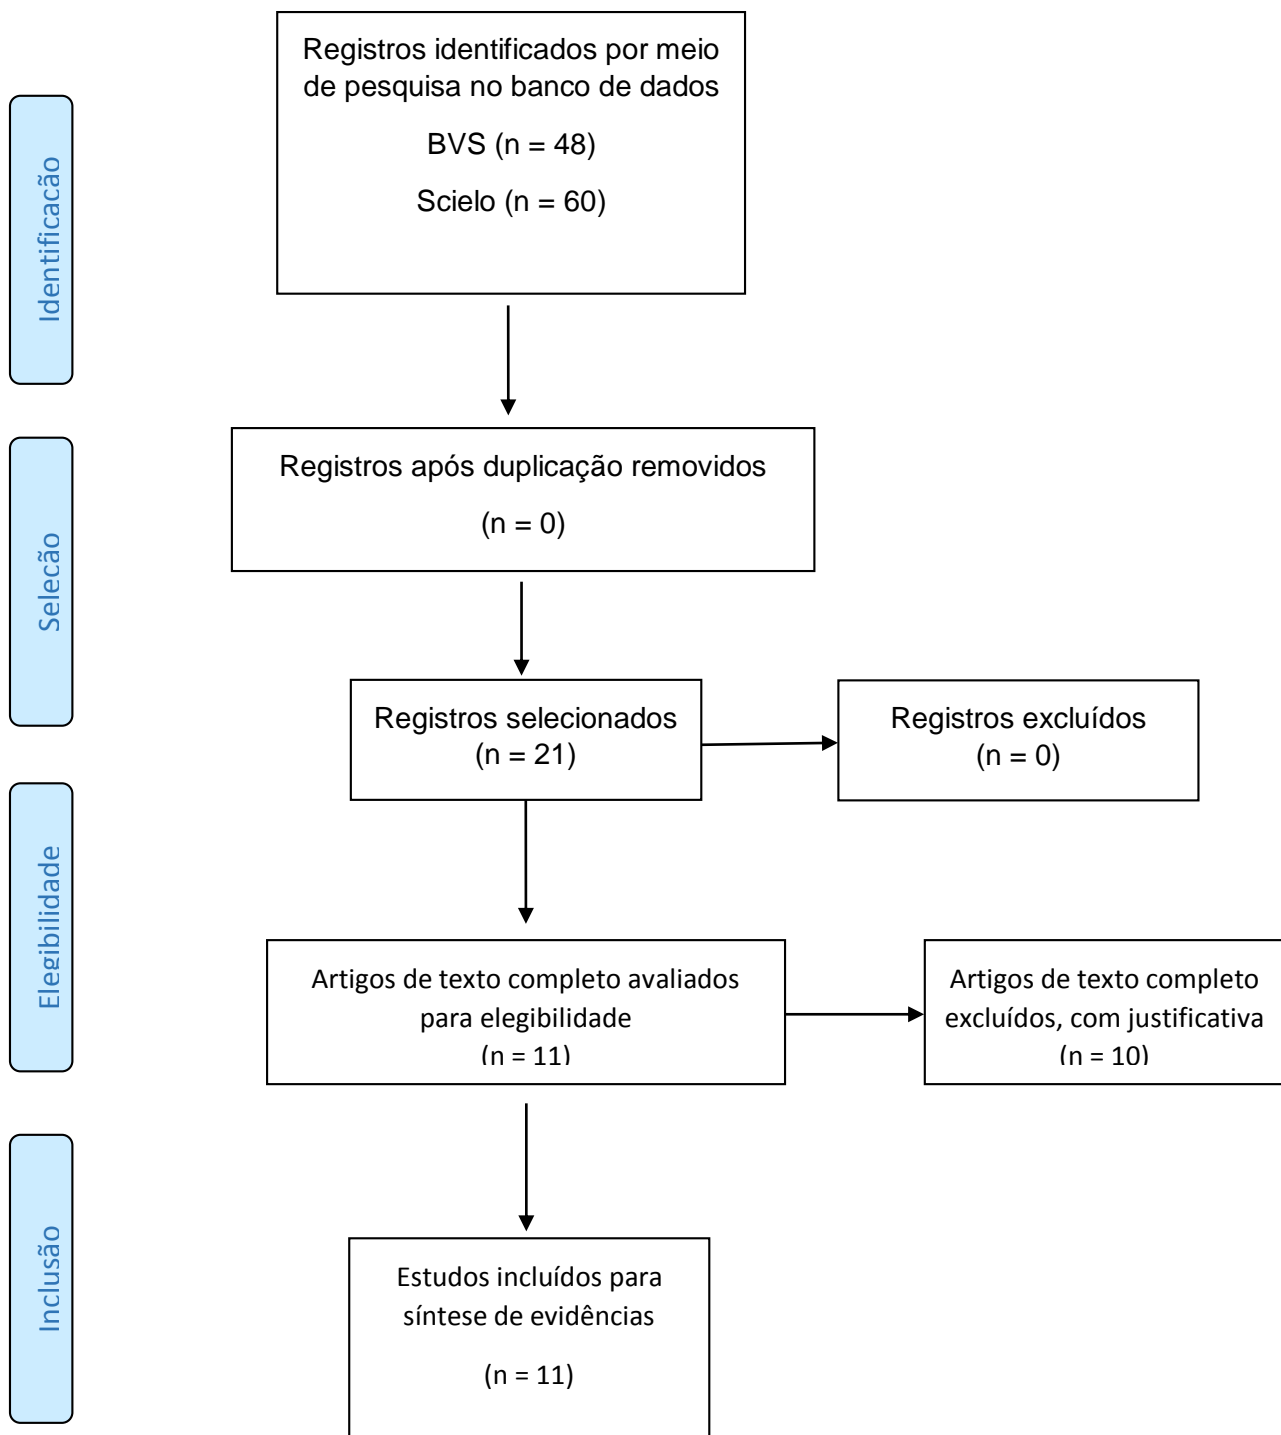 Registros identificados por meio
de pesquisa no banco de dados
BVS (n = 48)
Scielo (n = 60)
Identificação
Registros após duplicação removidos
(n = 0)
Seleção
Registros selecionados
(n = 21)
Registros excluídos
(n = 0)
Elegibilidade
Artigos de texto completo avaliados
para elegibilidade
(n = 11)
Artigos de texto completo
excluídos, com justificativa
(n = 10)
Inclusão
Estudos incluídos para
síntese de evidências
(n = 11)